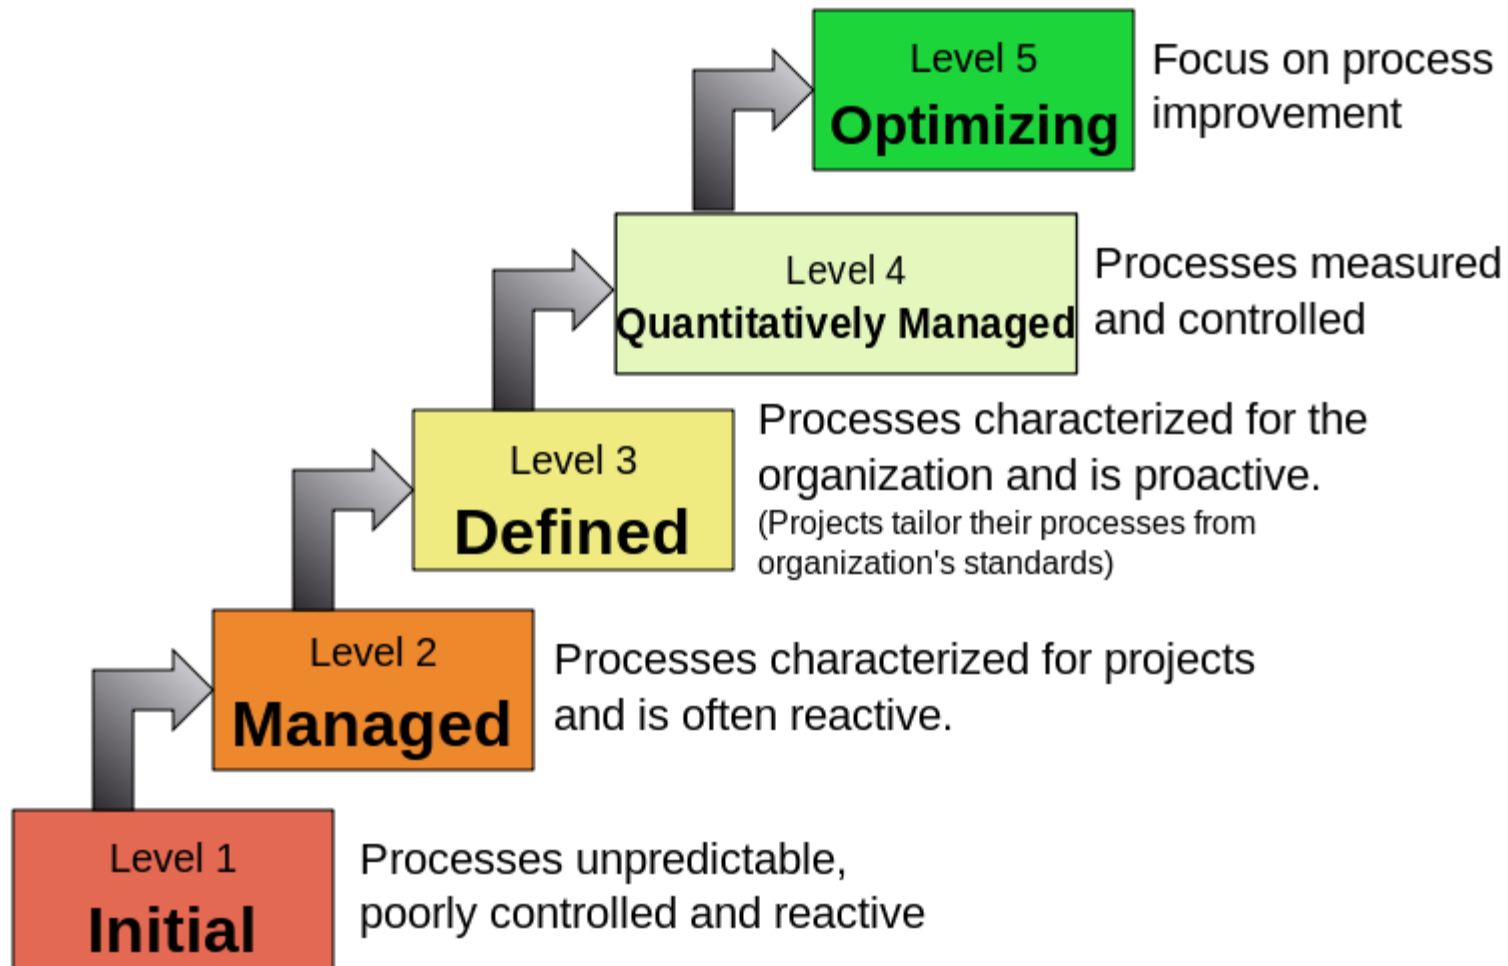 Level 5
Optimizing
Focus on process
improvement
Level 4
Quantitatively Managed
Processes measured
and controlled
Level 3
Defined
Processes characterized for the
organization and is proactive.
(Projects tailor their processes from
organization's standards)
Level 2
Managed
Processes characterized for projects
and is often reactive.
Level 1
Initial
Processes unpredictable,
poorly controlled and reactive